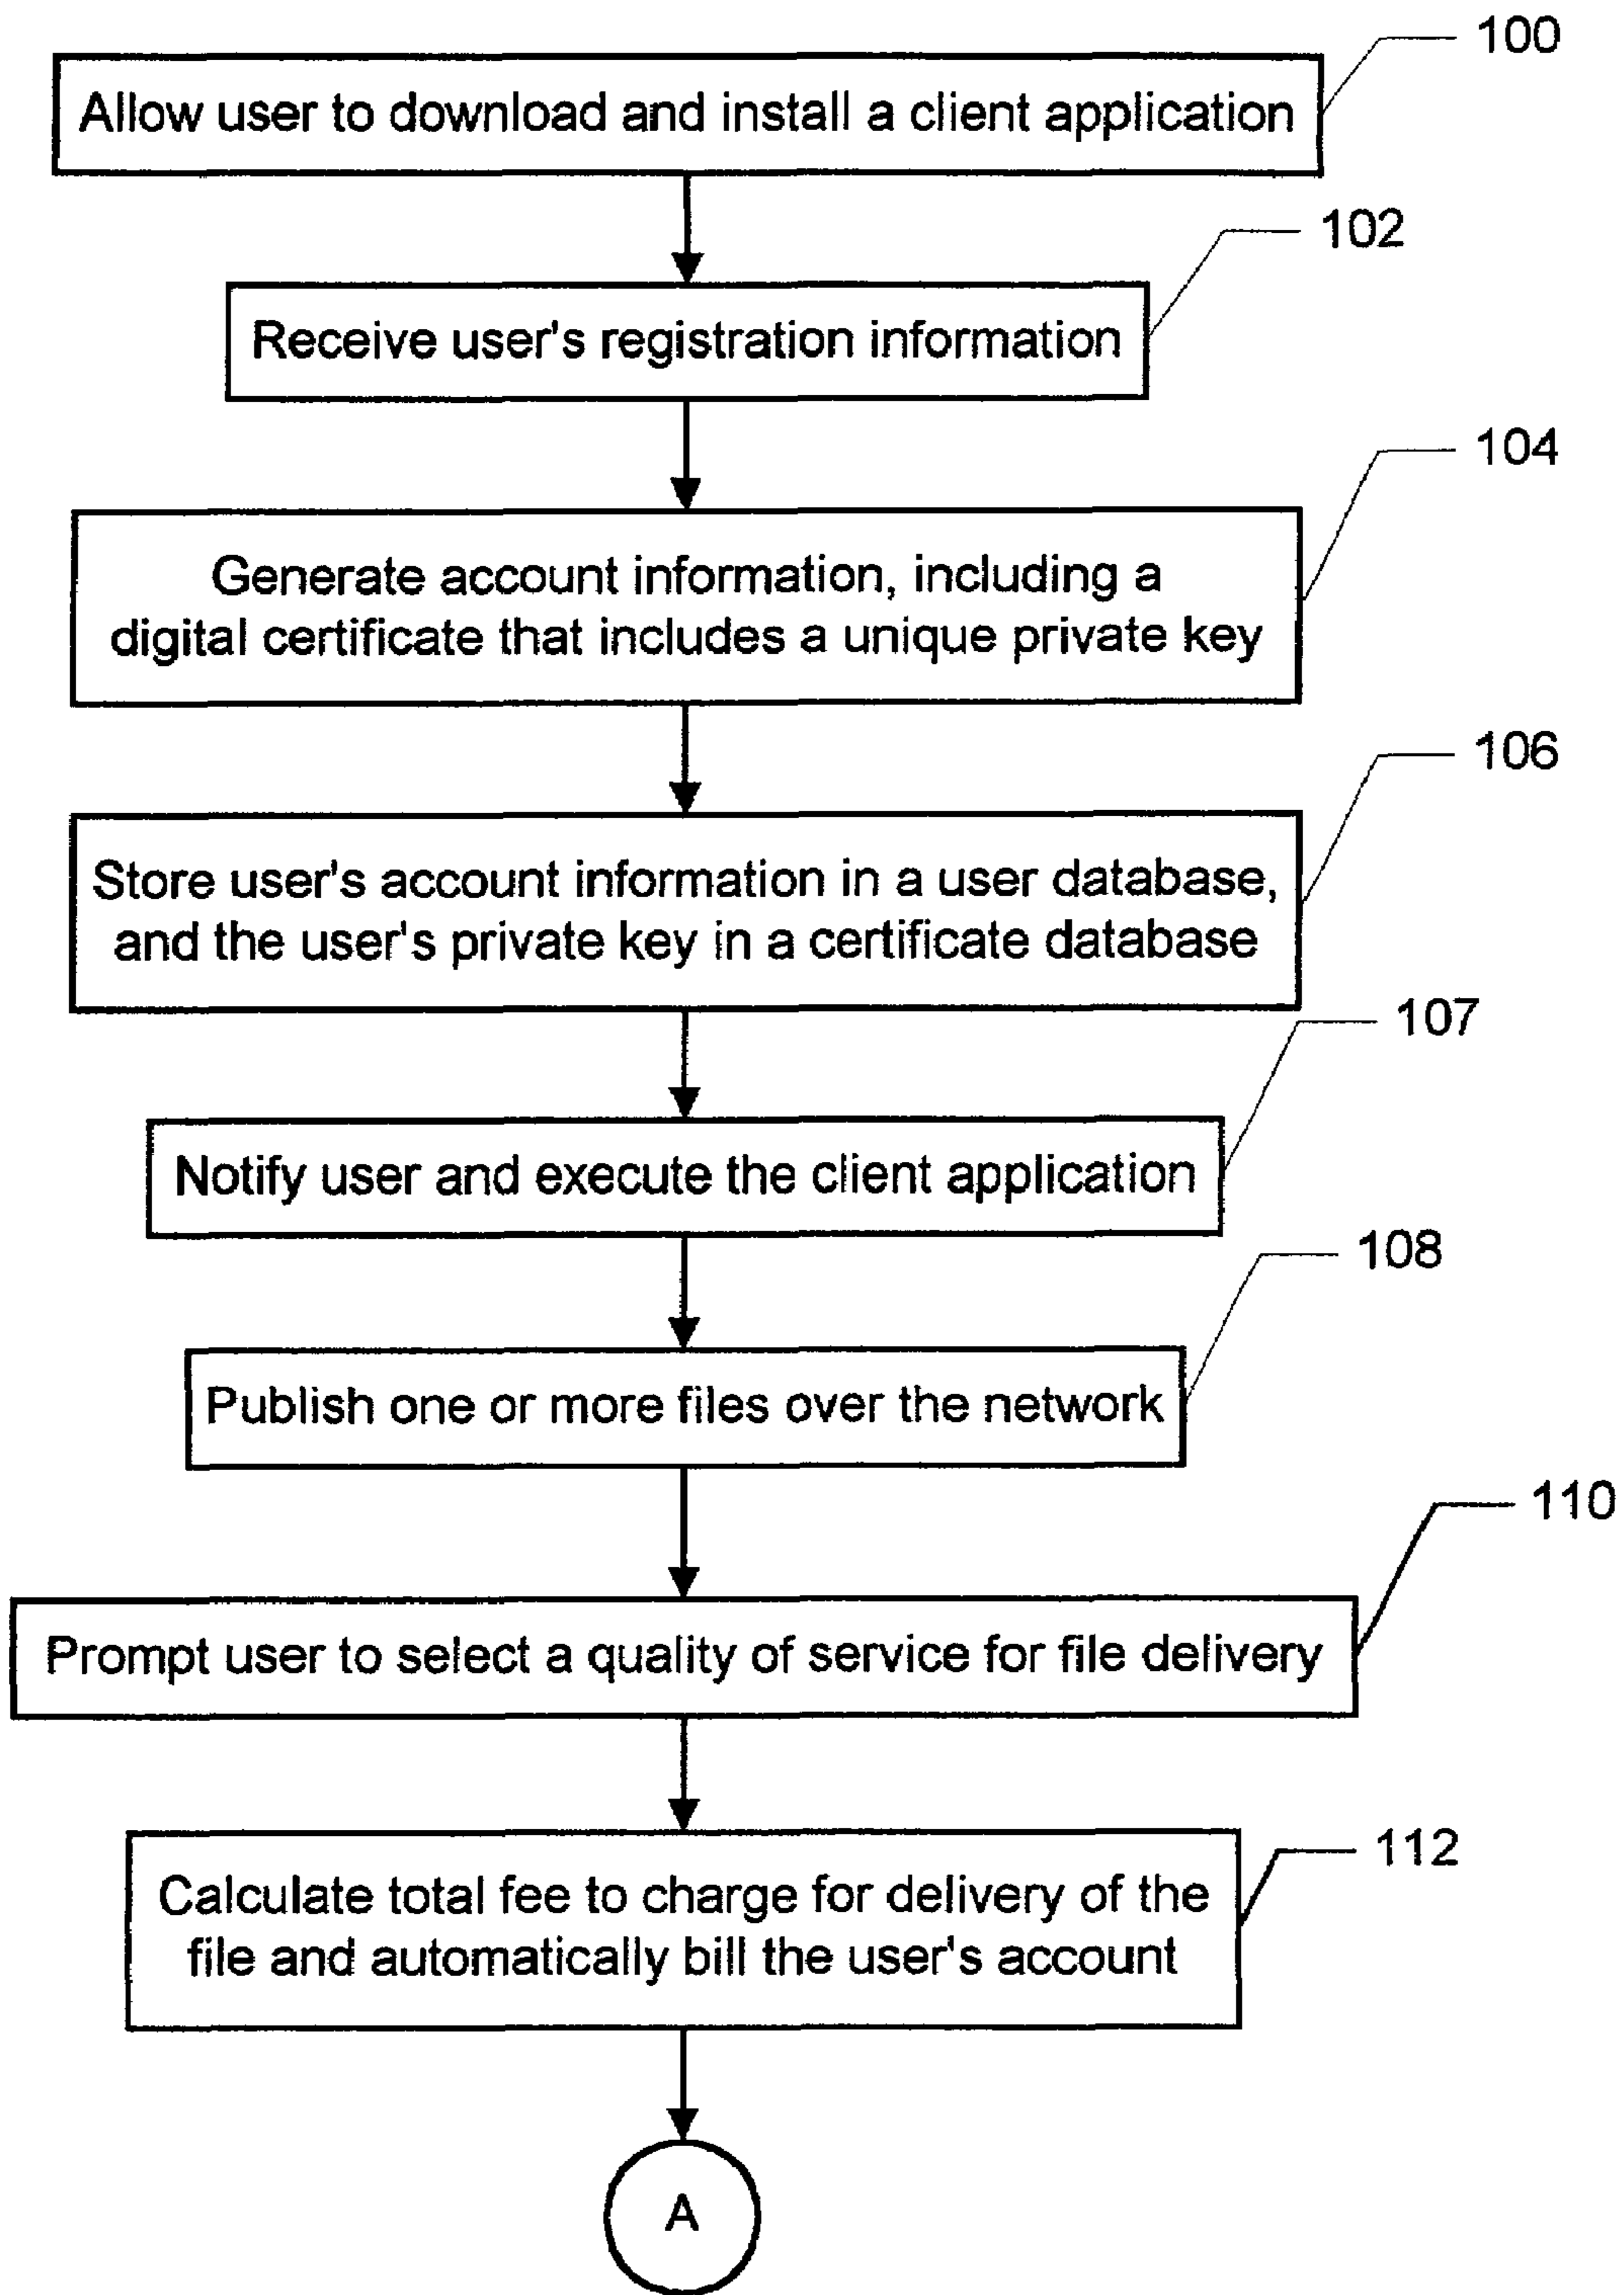 100
Allow user to download and install a client application
102
Receive user's registration information
104
Generate account information, including a
digital certificate that includes a unique private key
106
Store user's account information in a user database,
and the user's private key in a certificate database
107
Notify user and execute the client application
108
Publish one or more files over the network
110
Prompt user to select a quality of service for file delivery
112
Calculate total fee to charge for delivery of the
file and automatically bill the user's account
A